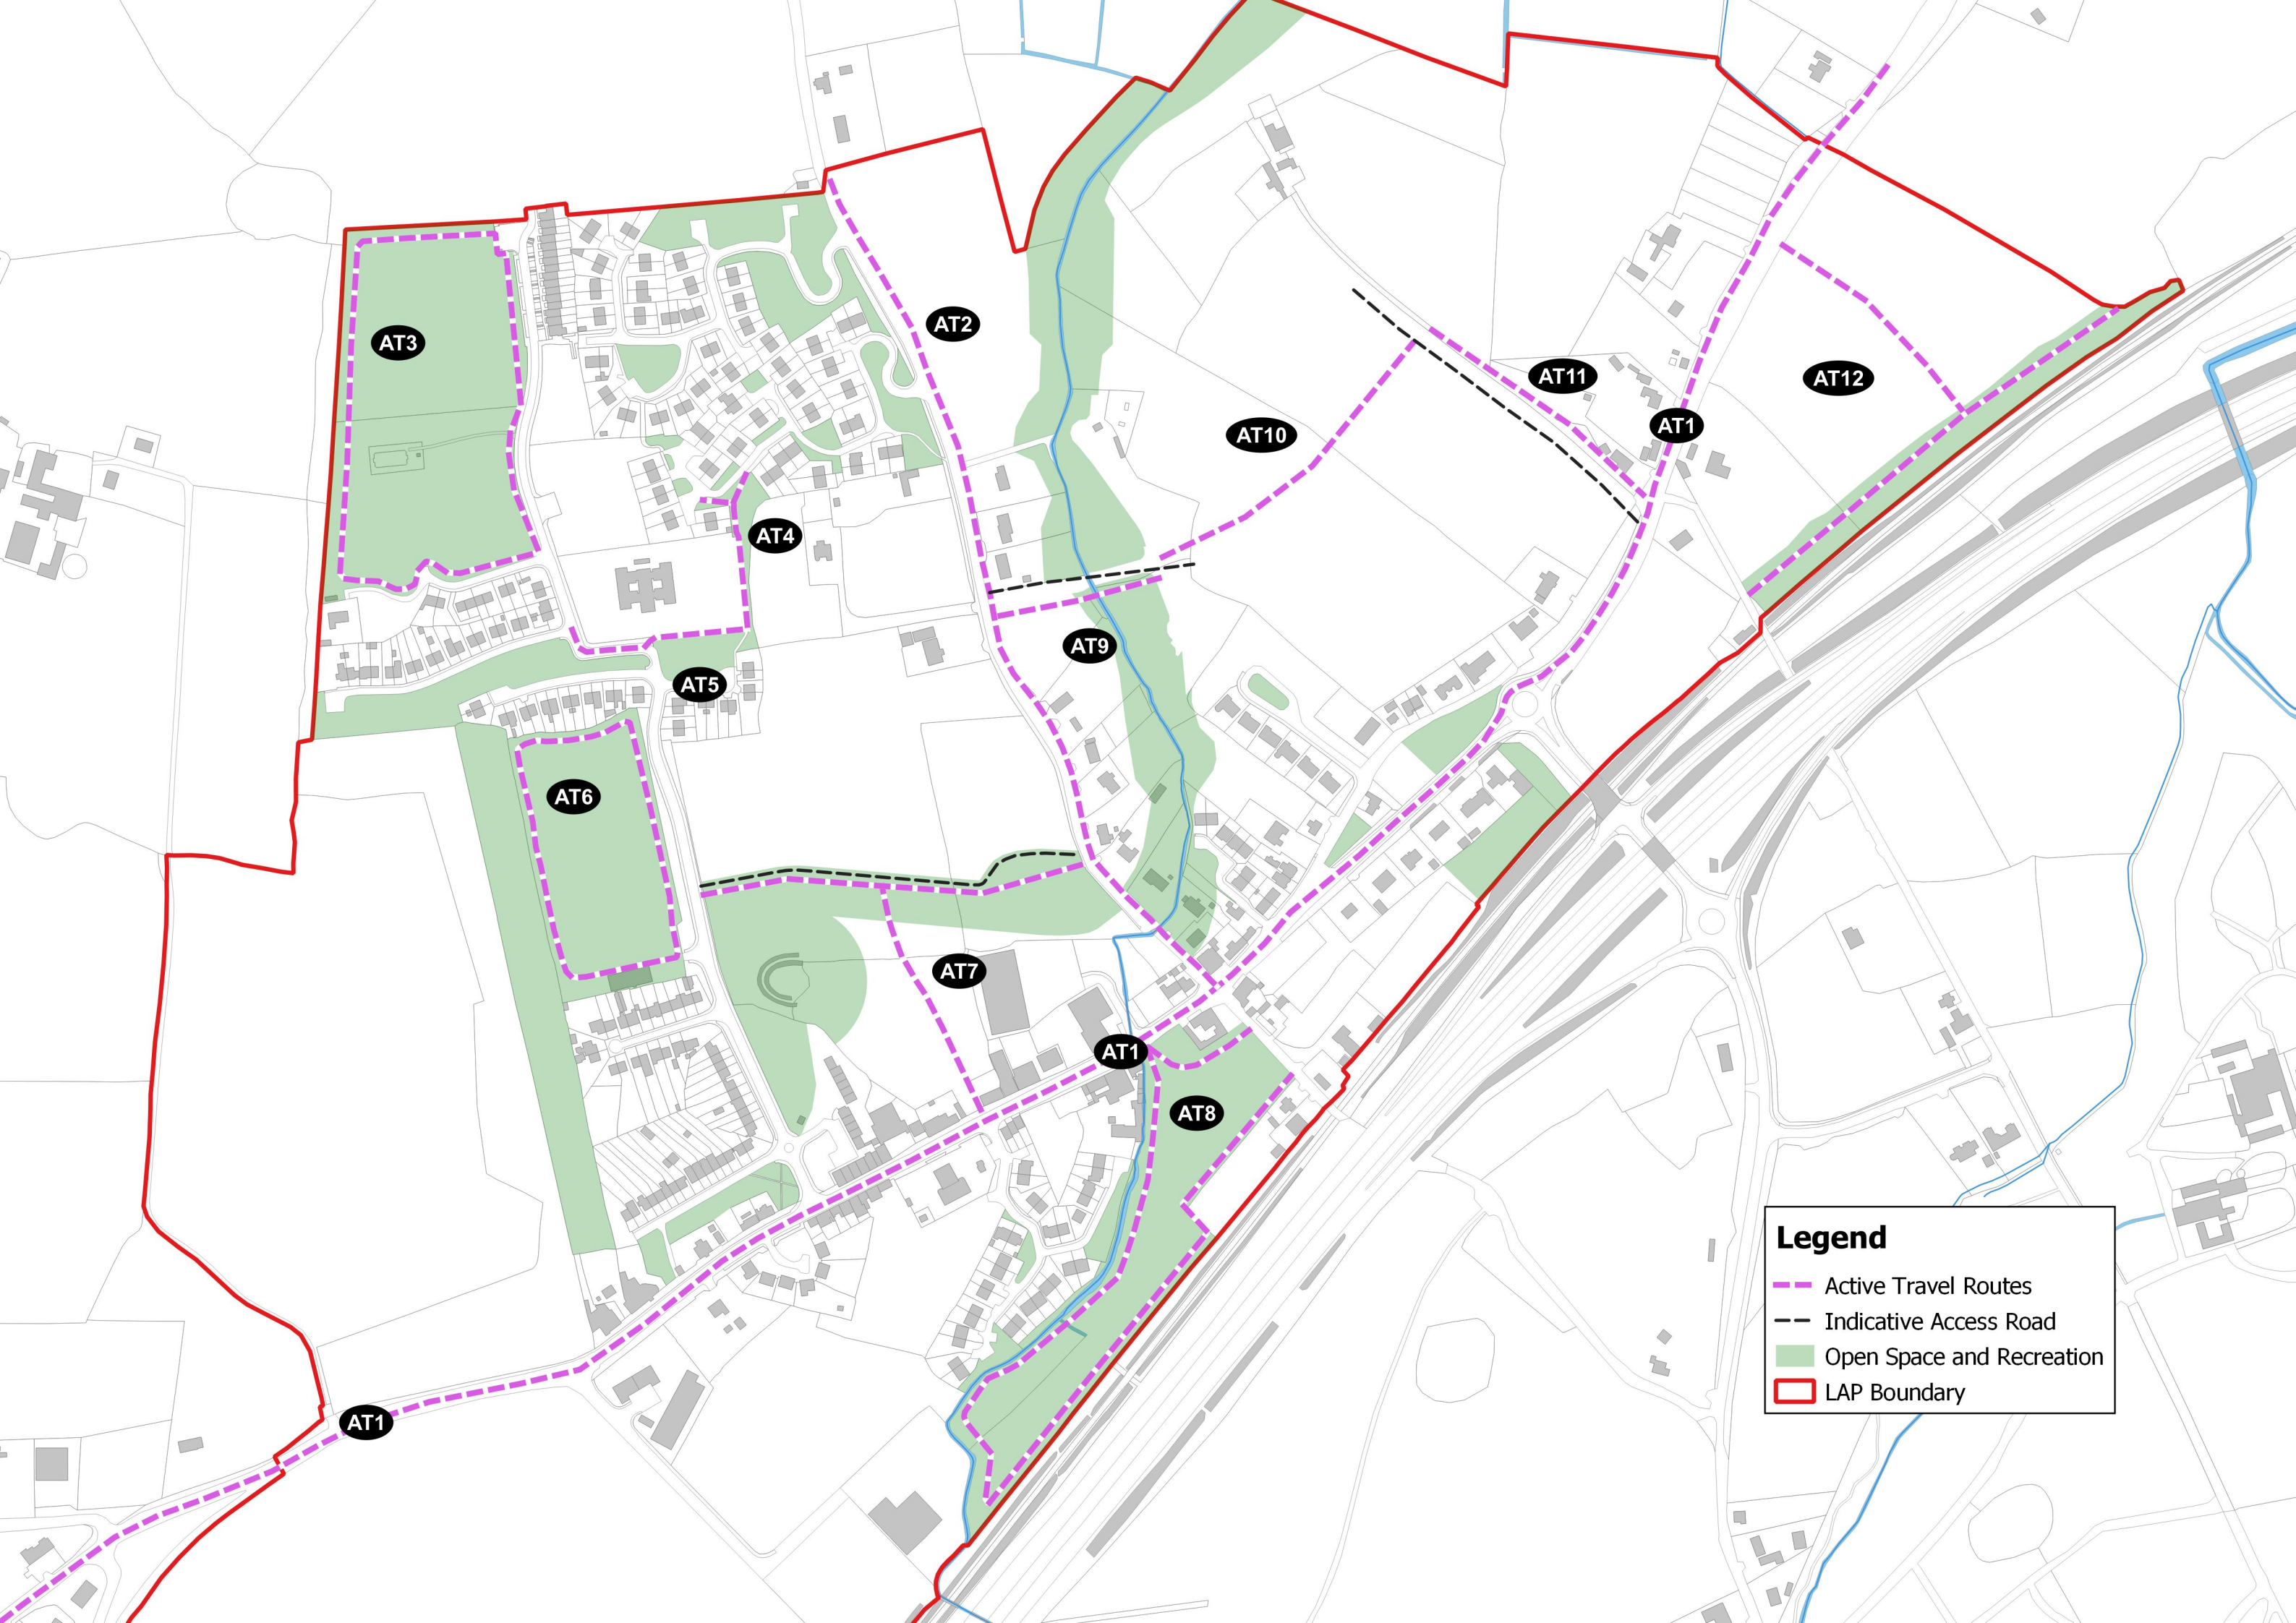 AT2
AT3
AT11
AT12
AT1
AT10
AT4
AT9
AT5
AT6
AT7
AT1
AT8
AT1
Legend
Active Travel Routes
Indicative Access Road
Open Space and Recreation
LAP Boundary